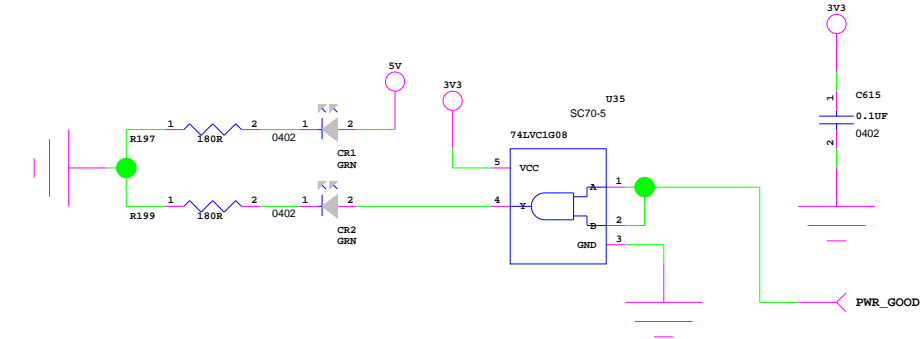 3V3
5V
3V3
U35
SC70-5
74LVC1G08
1
C615
0.1UF
0402
2
R197
1
180R
2
0402
1
2
CR1
GRN
5
VCC
A
1
R199
1
180R
2
0402
1
2
CR2
GRN
4
Y
B
2
GND
3
PWR_GOOD